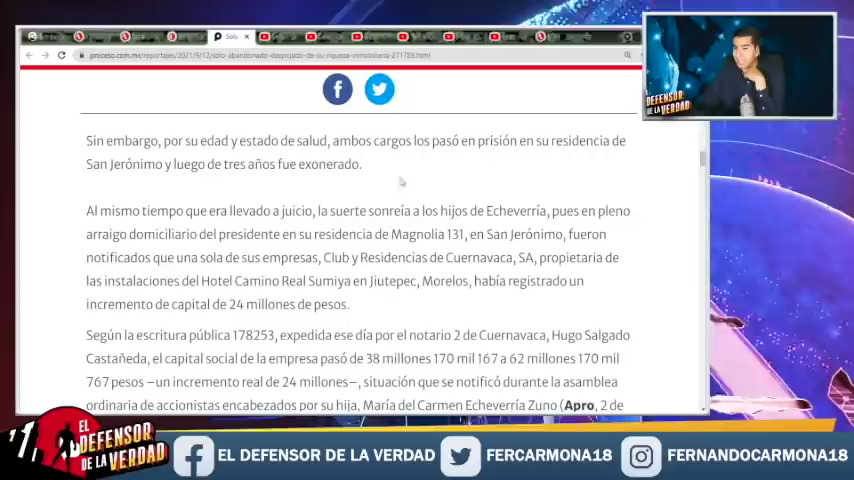 Solo
proceso.com.mx/reportajes/2021/9/12/solo-abandonado-despojado-de-su-riqueza-inmobiliaria-271789.html
Sin embargo, por su edad y estado de salud, ambos cargos los pasó en prisión en su residencia de
San Jerónimo y luego de tres años fue exonerado.
Al mismo tiempo que era llevado a juicio, la suerte sonreía a los hijos de Echeverría, pues en pleno
arraigo domiciliario del presidente en su residencia de Magnolia 131, en San Jerónimo, fueron
notificados que una sola de sus empresas, Club y Residencias de Cuernavaca, SA, propietaria de
las instalaciones del Hotel Camino Real Sumiya en Jiutepec, Morelos, había registrado un
incremento de capital de 24 millones de pesos.
Según la escritura pública 178253, expedida ese día por el notario 2 de Cuernavaca, Hugo Salgado
Castañeda, el capital social de la empresa pasó de 38 millones 170 mil 167 a 62 millones 170 mil
767 pesos –un incremento real de 24 millones–, situación que se notificó durante la asamblea
ordinaria de accionistas encabezados por su hija, María del Carmen Echeverría Zuno (Apro, 2 de
EL DEFENSOR
DE LA VERDAD
EL
DEFENSOR
DE LA VERDAD
EL DEFENSOR DE LA VERDAD
FERCARMONA18
FERNANDOCARMONA18